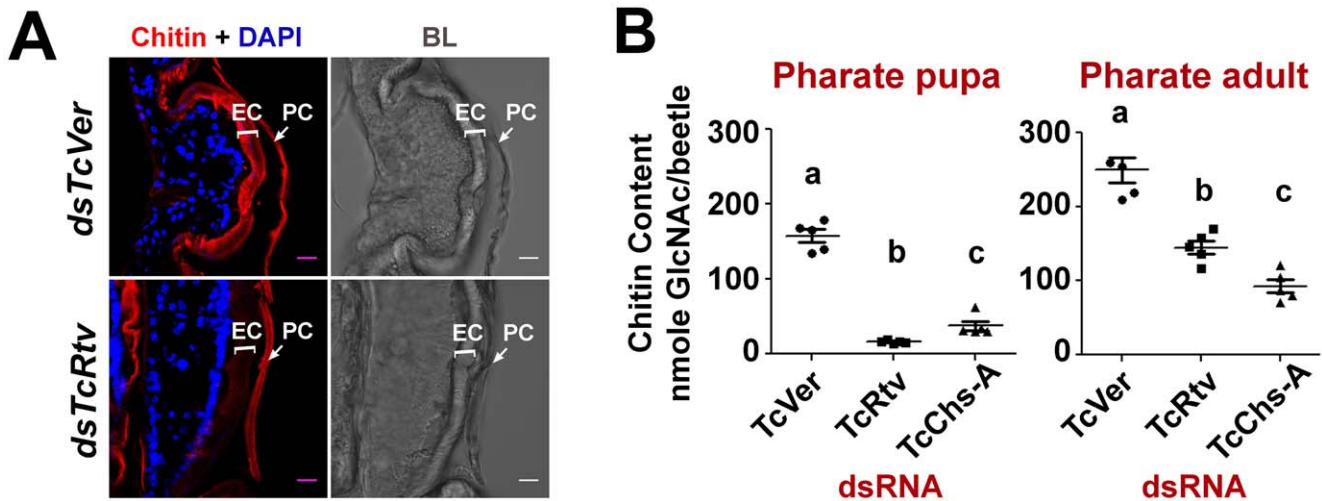 A
Chitin + DAPI
BL
dsTcVer
EC
PC
EC
PC
dsTcRtv
EC
PC
EC
PC
B
Pharate pupa
Pharate adult
Chitin Content
nmole GlcNAc/beetle
300
200
100
0
a
b
c
TcVer
TcRtv
TcChs-A
dsRNA
300
200
100
0
a
b
c
TcVer
TcRtv
TcChs-A
dsRNA